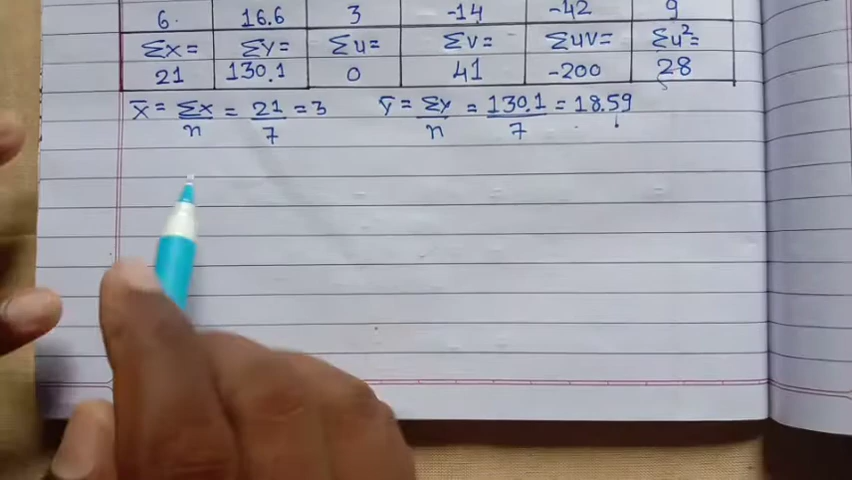 6. 16.6 3 -14 -42 9
Σx= Σy= Σu= Σv= Σuv= Σu²=
21 130.1 0 41 -200 28
x̄ = Σx/n = 21/7 = 3 ȳ = Σy/n = 130.1/7 = 18.59